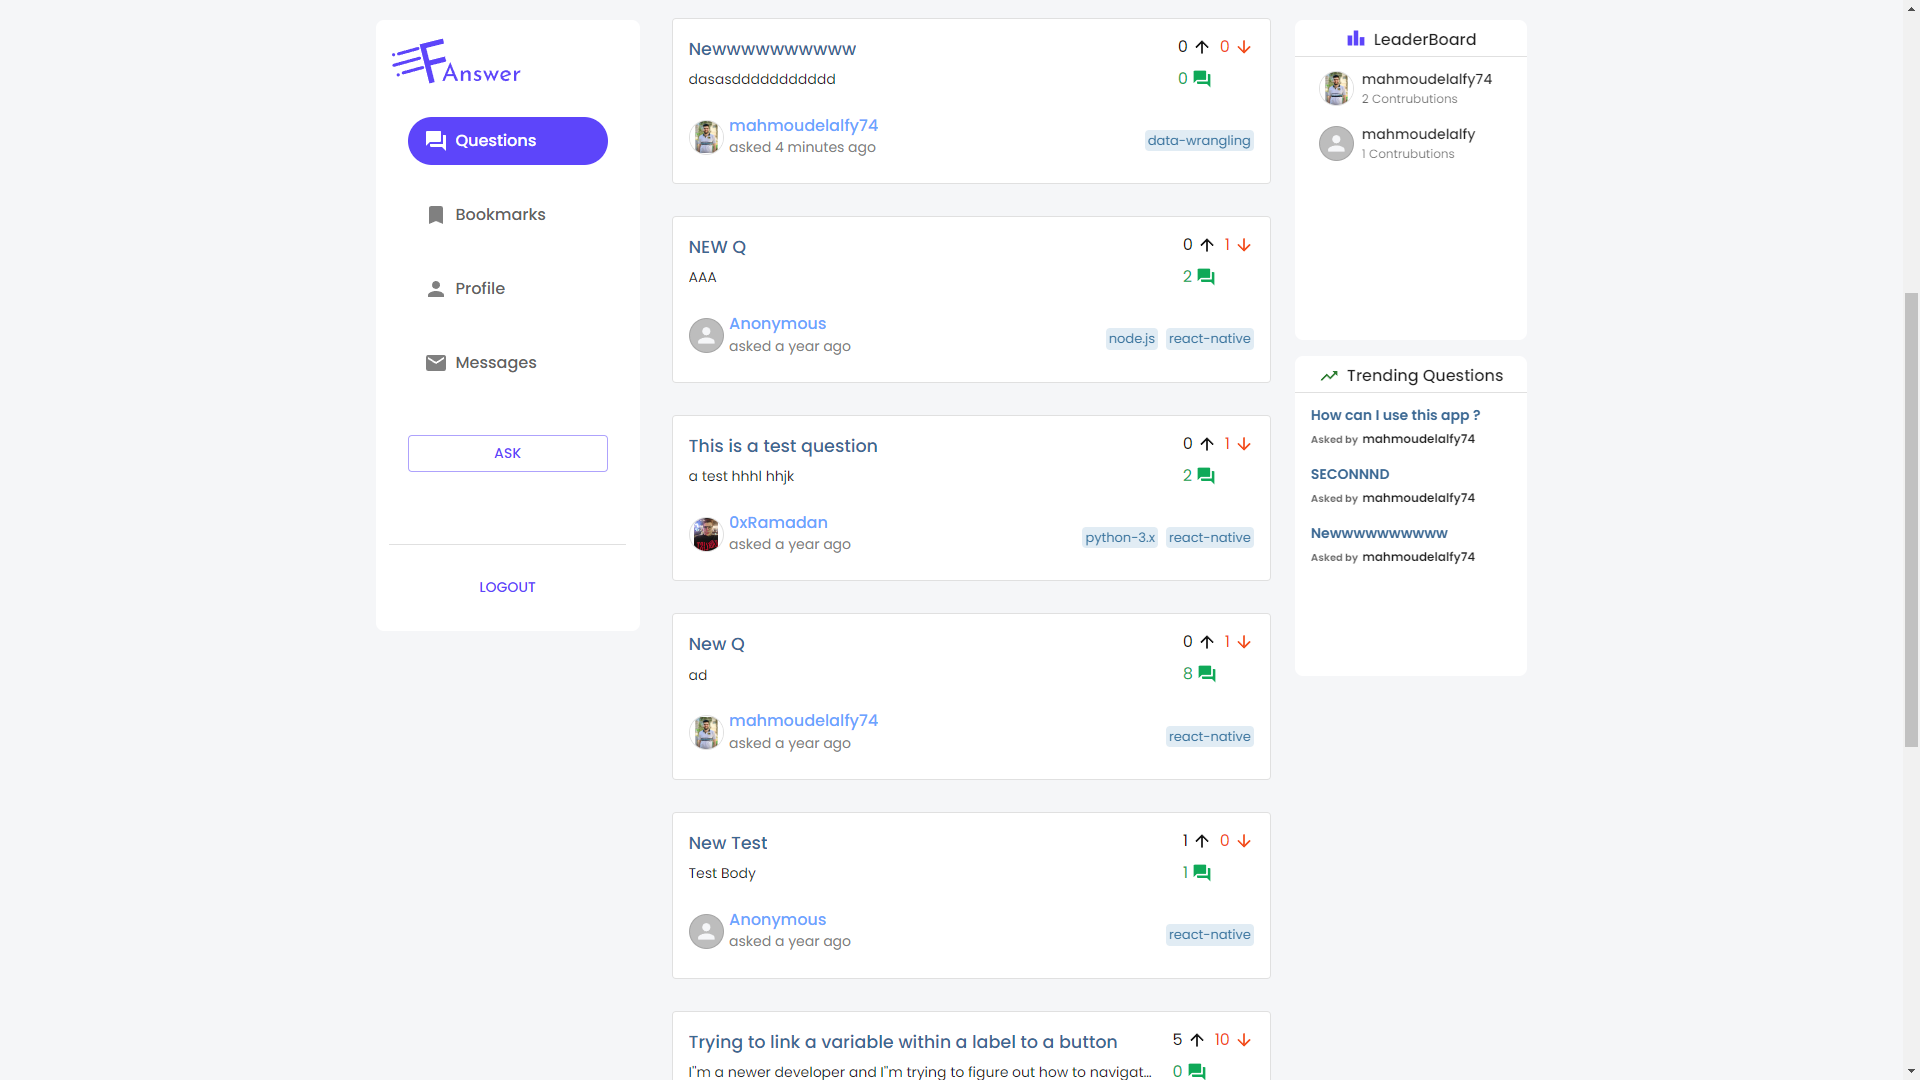 F Answer
Questions
Bookmarks
Profile
Messages
ASK
LOGOUT
Newwwwwwwwww
0 0
dasasddddddddddd
0
mahmoudelalfy74
asked 4 minutes ago
data-wrangling
NEW Q
0 1
AAA
2
Anonymous
asked a year ago
node.js react-native
This is a test question
0 1
a test hhhl hhjk
2
0xRamadan
asked a year ago
python-3.x react-native
New Q
0 1
ad
8
mahmoudelalfy74
asked a year ago
react-native
New Test
1 0
Test Body
1
Anonymous
asked a year ago
react-native
Trying to link a variable within a label to a button
5 10
I"m a newer developer and I"m trying to figure out how to navigat...
0
LeaderBoard
mahmoudelalfy74
2 Contrubutions
mahmoudelalfy
1 Contrubutions
Trending Questions
How can I use this app ?
Asked by mahmoudelalfy74
SECONNND
Asked by mahmoudelalfy74
Newwwwwwwwww
Asked by mahmoudelalfy74